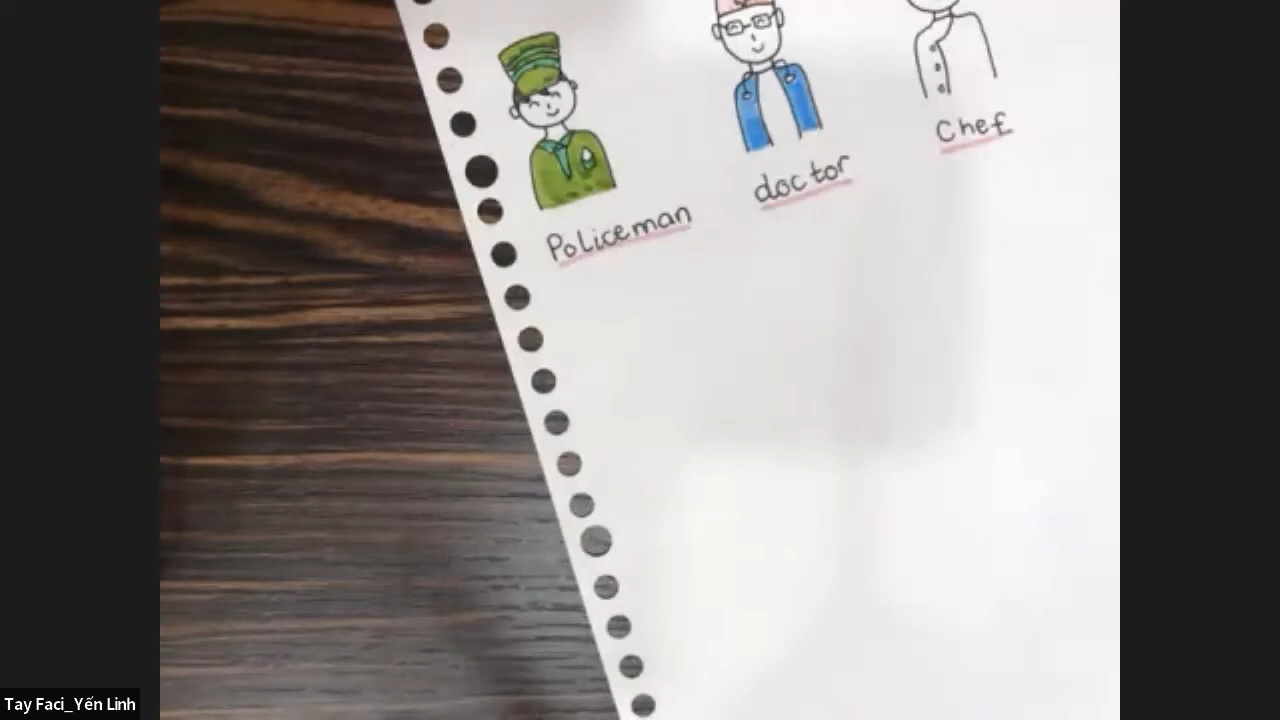 Policeman
doctor
Chef
Tay Faci_Yến Linh